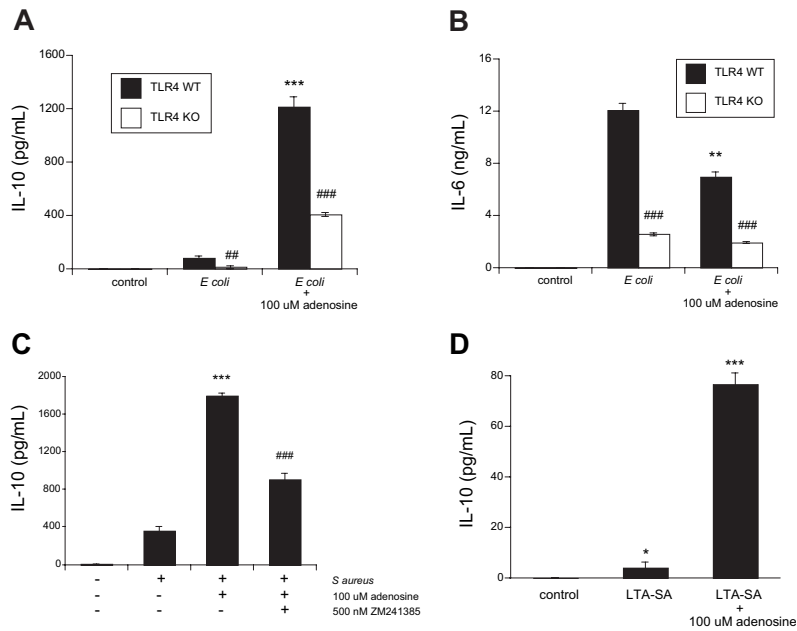 A
IL-10 (pg/mL)
1600
1200
800
400
0
TLR4 WT
TLR4 KO
***
##
###
control
E coli
E coli
+
100 uM adenosine
B
IL-6 (ng/mL)
16
12
8
4
0
TLR4 WT
TLR4 KO
**
###
###
control
E coli
E coli
+
100 uM adenosine
C
IL-10 (pg/mL)
2000
1600
1200
800
400
0
***
###
- + + + S aureus
- - + + 100 uM adenosine
- - - + 500 nM ZM241385
D
IL-10 (pg/mL)
80
60
40
20
0
*
***
control
LTA-SA
LTA-SA
+
100 uM adenosine